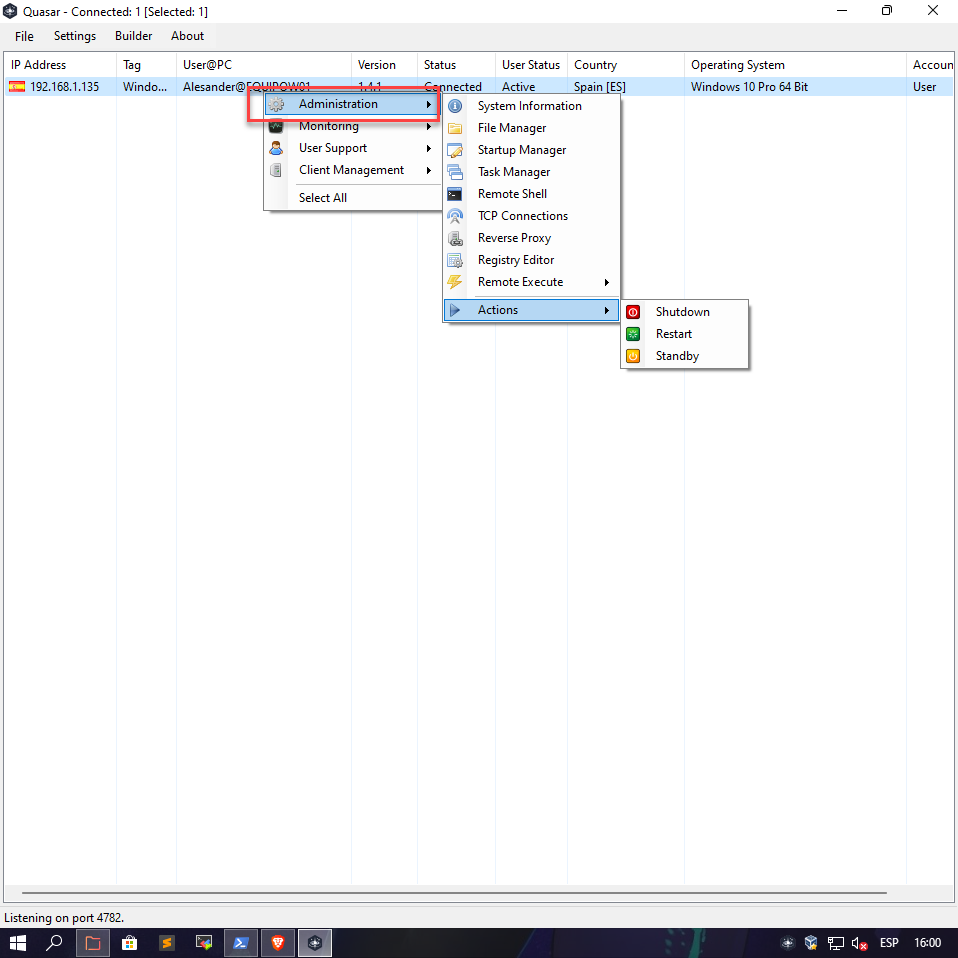 Quasar - Connected: 1 [Selected: 1]
File Settings Builder About
IP Address Tag User@PC Version Status User Status Country Operating System Accoun
192.168.1.135 Windo... Alesander@EQUIPOW01 1.4.1 Connected Active Spain [ES] Windows 10 Pro 64 Bit User
Administration
Monitoring
User Support
Client Management
Select All
System Information
File Manager
Startup Manager
Task Manager
Remote Shell
TCP Connections
Reverse Proxy
Registry Editor
Remote Execute
Actions
Shutdown
Restart
Standby
Listening on port 4782.
ESP 16:00